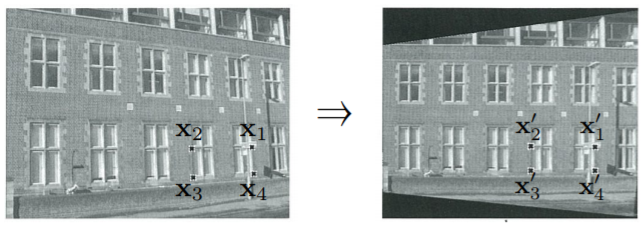 x₂ x₁
x₃ x₄
⇒
x′₂ x′₁
x′₃ x′₄